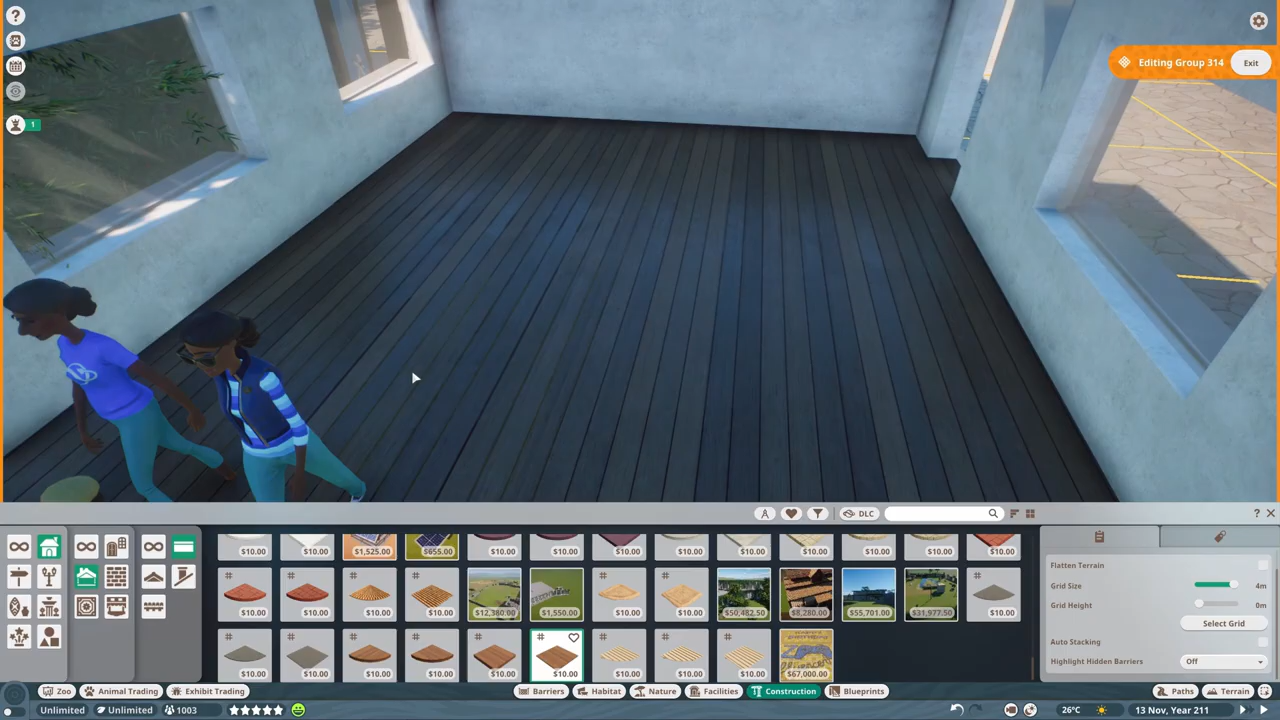 ?
Editing Group 314 Exit
1
DLC
? ×
$10.00 $10.00 $1,525.00 $655.00 $10.00 $10.00 $10.00 $10.00 $10.00 $10.00 $10.00 $10.00 $10.00
$10.00 $10.00 $10.00 $10.00 $12,380.00 $1,550.00 $10.00 $10.00 $50,482.50 $8,280.00 $55,701.00 $31,977.50 $10.00
$10.00 $10.00 $10.00 $10.00 $10.00 $10.00 $10.00 $10.00 $10.00 $67,000.00
Flatten Terrain
Grid Size 4m
Grid Height 0m
Select Grid
Auto Stacking
Highlight Hidden Barriers Off
Zoo Animal Trading Exhibit Trading Barriers Habitat Nature Facilities Construction Blueprints Paths Terrain
Unlimited Unlimited 1003 26°C 13 Nov, Year 211